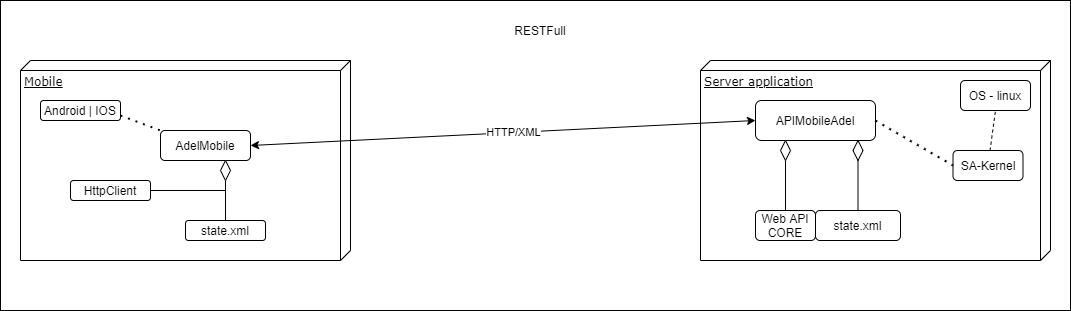 RESTFull
Mobile
Android | IOS
AdelMobile
HttpClient
state.xml
HTTP/XML
Server application
OS - linux
APIMobileAdel
SA-Kernel
Web API
CORE
state.xml